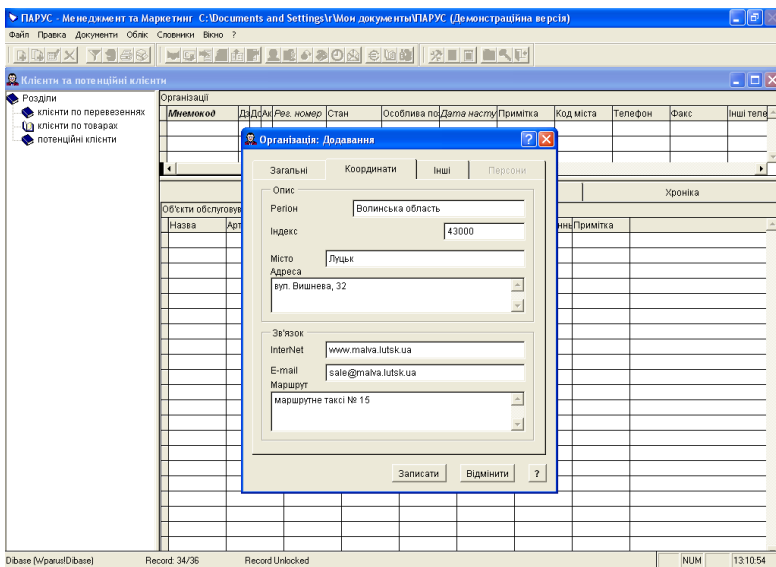 ПАРУС - Менеджмент та Маркетинг C:\Documents and Settings\r\Мои документы\ПАРУС (Демонстраційна версія)
Файл Правка Документи Облік Словники Вікно ?
Клієнти та потенційні клієнти
Розділи
клієнти по перевезеннях
клієнти по товарах
потенційні клієнти
Організації
Мнемокод Дз Дс Ак Рег. номер Стан Особлива по Дата насту Примітка Код міста Телефон Факс Інші теле
Хроніка
Об'єкти обслуговув
Назва Арт
Примітка
Організація: Додавання
Загальні Координати Інші Персони
Опис
Регіон Волинська область
Індекс 43000
Місто Луцьк
Адреса
вул. Вишнева, 32
Зв'язок
InterNet www.malva.lutsk.ua
E-mail sale@malva.lutsk.ua
Маршрут
маршрутне таксі № 15
Записати Відмінити ?
Dibase (Wparus!Dibase) Record: 34/36 Record Unlocked NUM 13:10:54